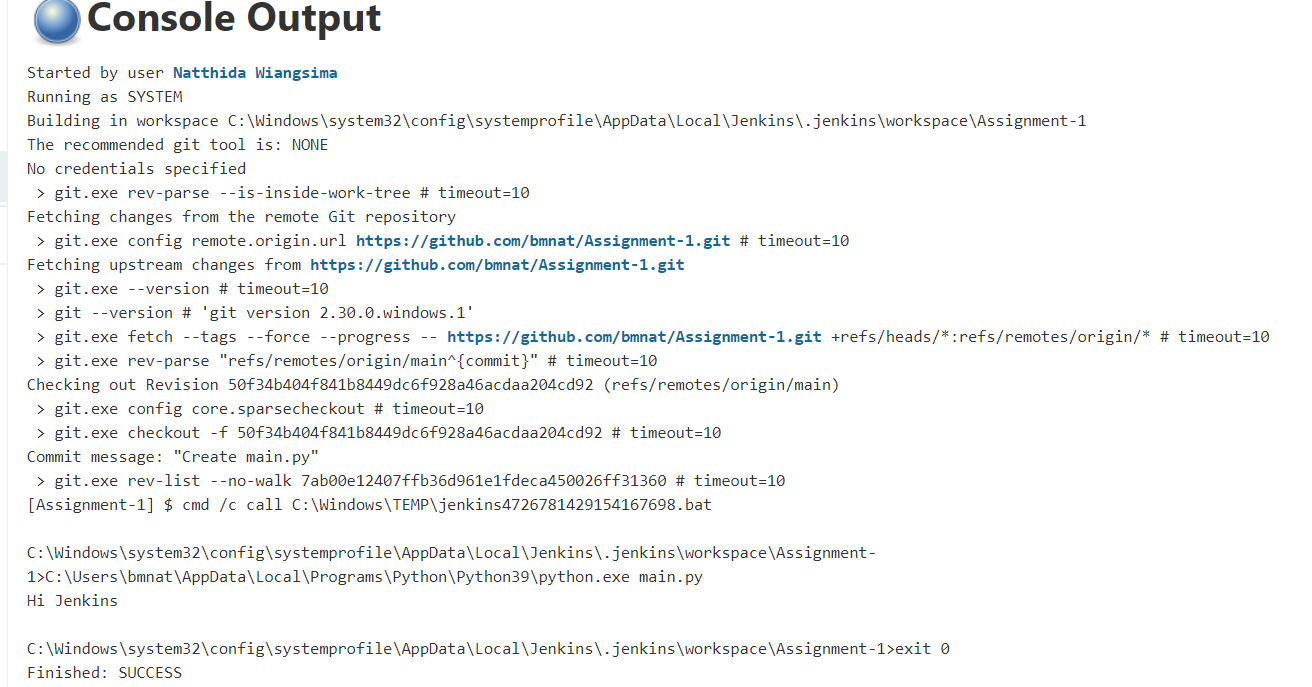 Console Output
Started by user Natthida Wiangsima
Running as SYSTEM
Building in workspace C:\Windows\system32\config\systemprofile\AppData\Local\Jenkins\.jenkins\workspace\Assignment-1
The recommended git tool is: NONE
No credentials specified
> git.exe rev-parse --is-inside-work-tree # timeout=10
Fetching changes from the remote Git repository
> git.exe config remote.origin.url https://github.com/bmnat/Assignment-1.git # timeout=10
Fetching upstream changes from https://github.com/bmnat/Assignment-1.git
> git.exe --version # timeout=10
> git --version # 'git version 2.30.0.windows.1'
> git.exe fetch --tags --force --progress -- https://github.com/bmnat/Assignment-1.git +refs/heads/*:refs/remotes/origin/* # timeout=10
> git.exe rev-parse "refs/remotes/origin/main^{commit}" # timeout=10
Checking out Revision 50f34b404f841b8449dc6f928a46acdaa204cd92 (refs/remotes/origin/main)
> git.exe config core.sparsecheckout # timeout=10
> git.exe checkout -f 50f34b404f841b8449dc6f928a46acdaa204cd92 # timeout=10
Commit message: "Create main.py"
> git.exe rev-list --no-walk 7ab00e12407ffb36d961e1fdeca450026ff31360 # timeout=10
[Assignment-1] $ cmd /c call C:\Windows\TEMP\jenkins4726781429154167698.bat
C:\Windows\system32\config\systemprofile\AppData\Local\Jenkins\.jenkins\workspace\Assignment-
1>C:\Users\bmnat\AppData\Local\Programs\Python\Python39\python.exe main.py
Hi Jenkins
C:\Windows\system32\config\systemprofile\AppData\Local\Jenkins\.jenkins\workspace\Assignment-1>exit 0
Finished: SUCCESS